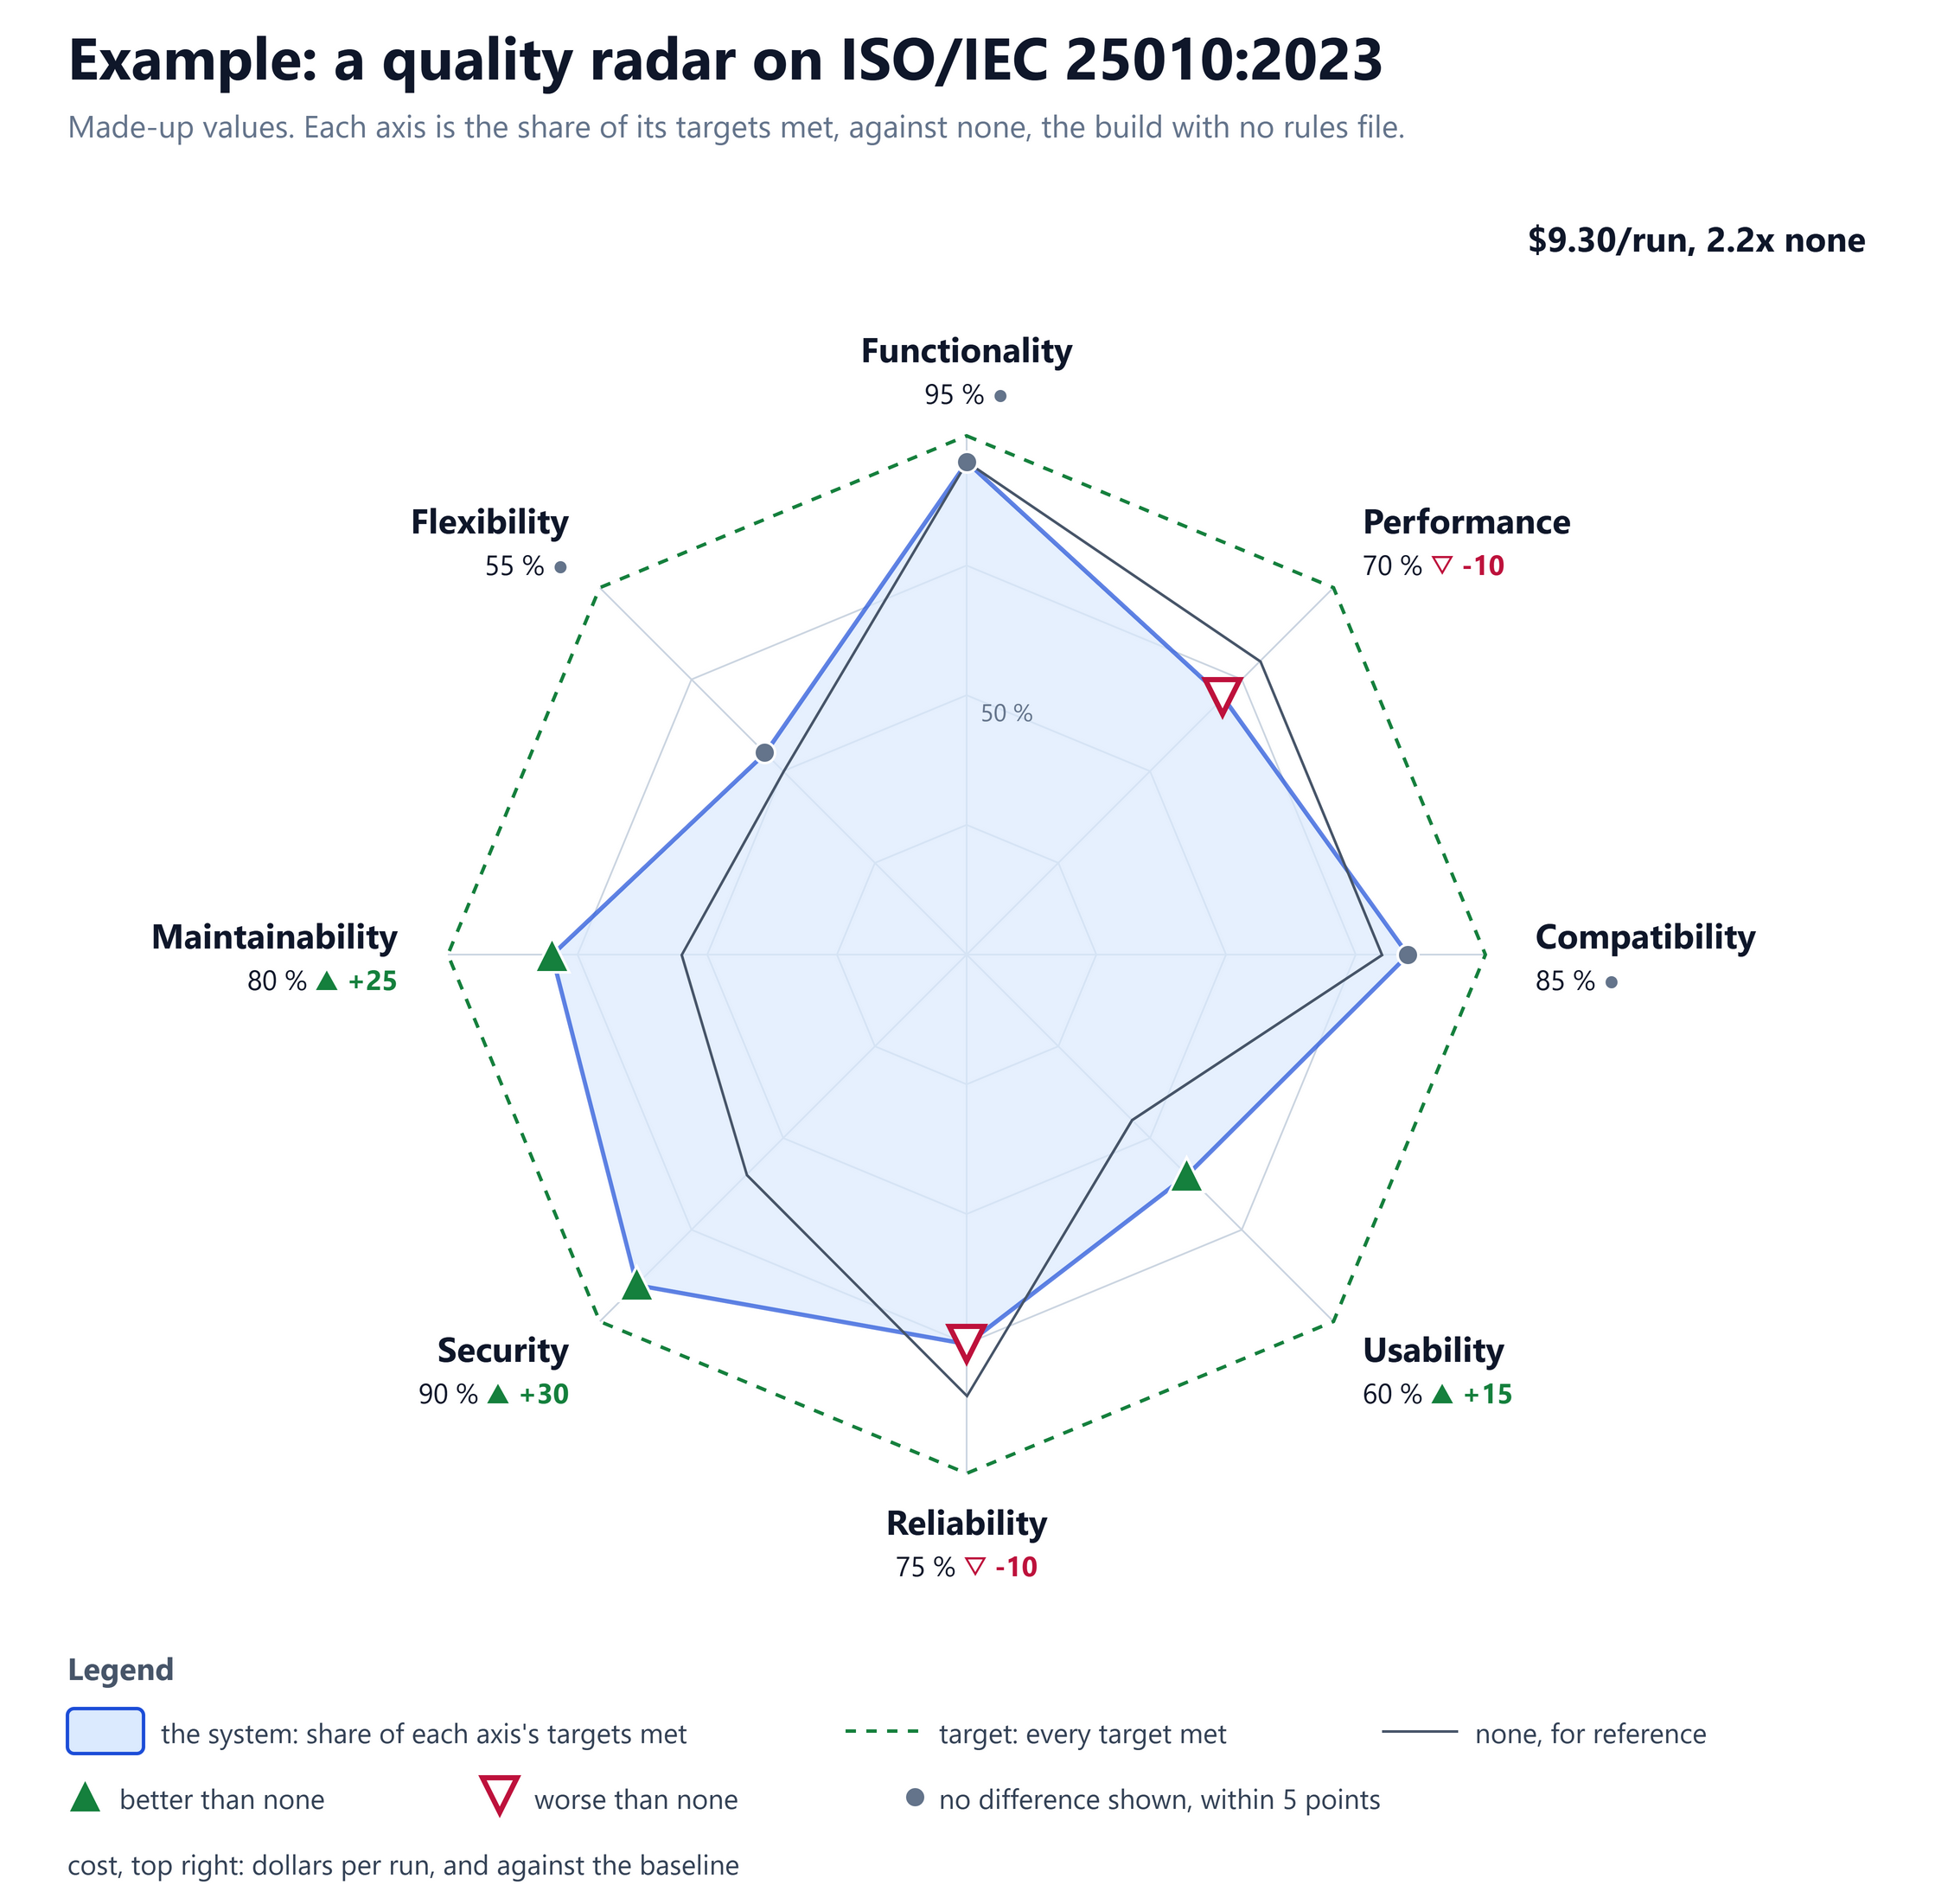 Example: a quality radar on ISO/IEC 25010:2023
Made-up values. Each axis is the share of its targets met, against none, the build with no rules file.
$9.30/run, 2.2x none
Functionality
95 %
Flexibility
55 %
Performance
70 % ▽ -10
50 %
Maintainability
80 % ▲ +25
Compatibility
85 %
Security
90 % ▲ +30
Usability
60 % ▲ +15
Reliability
75 % ▽ -10
Legend
the system: share of each axis's targets met
target: every target met
none, for reference
better than none
worse than none
no difference shown, within 5 points
cost, top right: dollars per run, and against the baseline